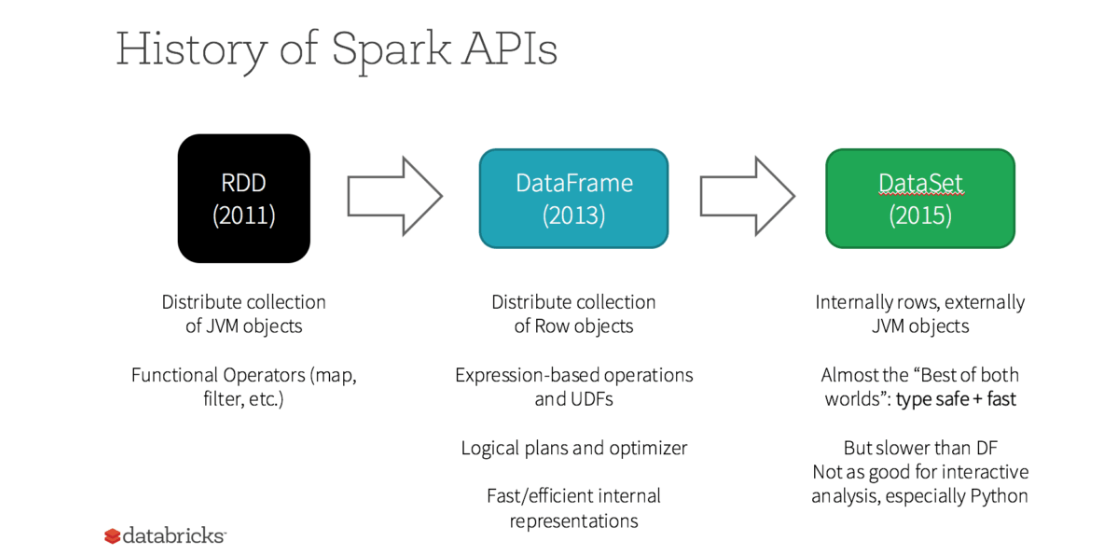 History of Spark APIs
RDD
(2011)
DataFrame
(2013)
DataSet
(2015)
Distribute collection
of JVM objects
Functional Operators (map,
filter, etc.)
Distribute collection
of Row objects
Expression-based operations
and UDFs
Logical plans and optimizer
Fast/efficient internal
representations
Internally rows, externally
JVM objects
Almost the “Best of both
worlds”: type safe + fast
But slower than DF
Not as good for interactive
analysis, especially Python
databricks